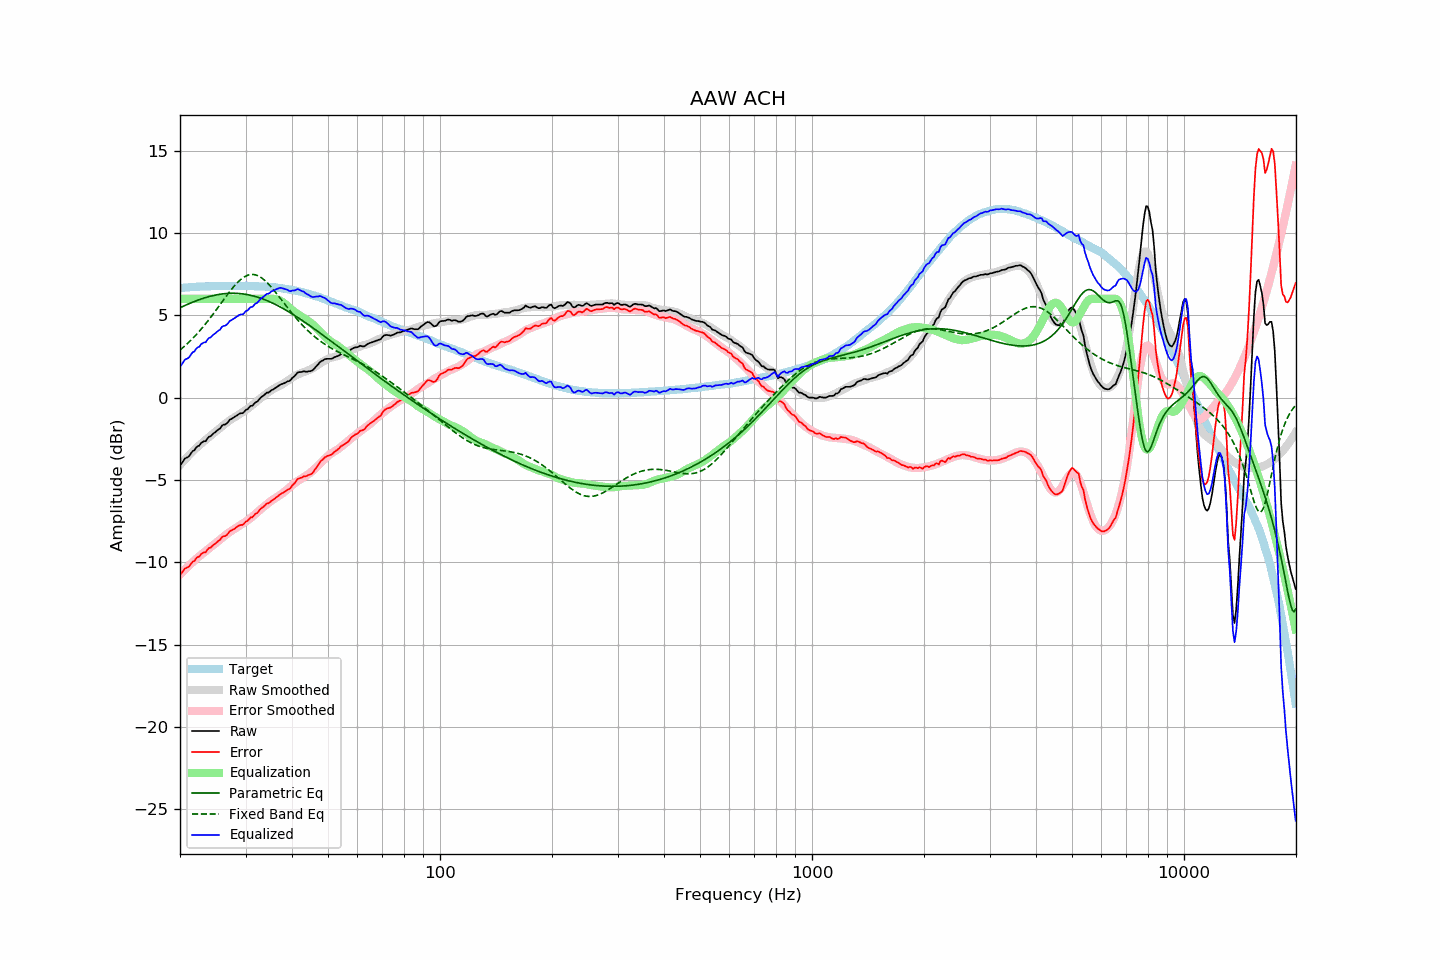 AAW ACH
Amplitude (dBr)
15
10
5
0
−5
−10
−15
−20
−25
Target
Raw Smoothed
Error Smoothed
Raw
Error
Equalization
Parametric Eq
Fixed Band Eq
Equalized
100 1000 10000
Frequency (Hz)